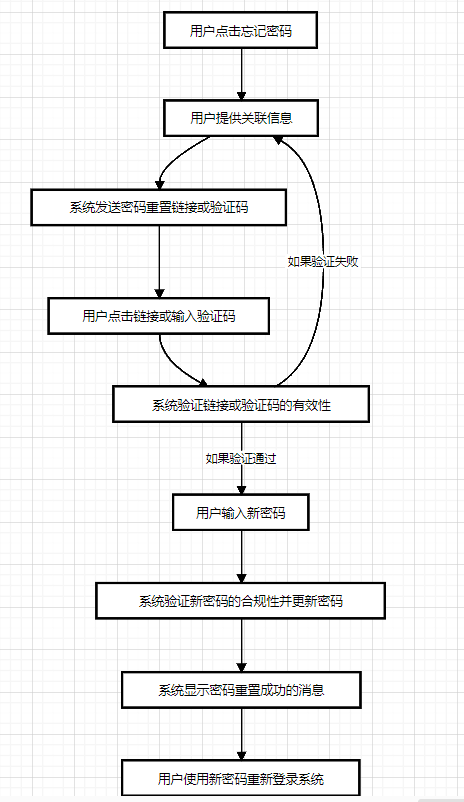 用户点击忘记密码
用户提供关联信息
系统发送密码重置链接或验证码
如果验证失败
用户点击链接或输入验证码
系统验证链接或验证码的有效性
如果验证通过
用户输入新密码
系统验证新密码的合规性并更新密码
系统显示密码重置成功的消息
用户使用新密码重新登录系统